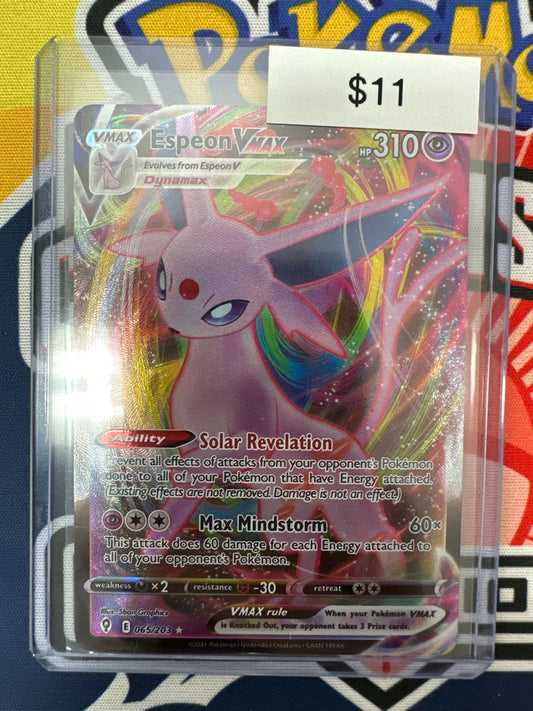 POKÉMO
$11
VMAX Espeon VMAX HP 310
Evolves from Espeon V
Dynamax
Ability Solar Revelation
Prevent all effects of attacks from your opponent's Pokémon
done to all of your Pokémon that have Energy attached.
(Existing effects are not removed. Damage is not an effect.)
Max Mindstorm 60×
This attack does 60 damage for each Energy attached to
all of your opponent's Pokémon.
weakness ×2 resistance -30 retreat
Illus. 5ban Graphics
E 065/203 ★
VMAX rule
When your Pokémon VMAX
is Knocked Out, your opponent takes 3 Prize cards.
©2021 Pokémon / Nintendo / Creatures / GAME FREAK